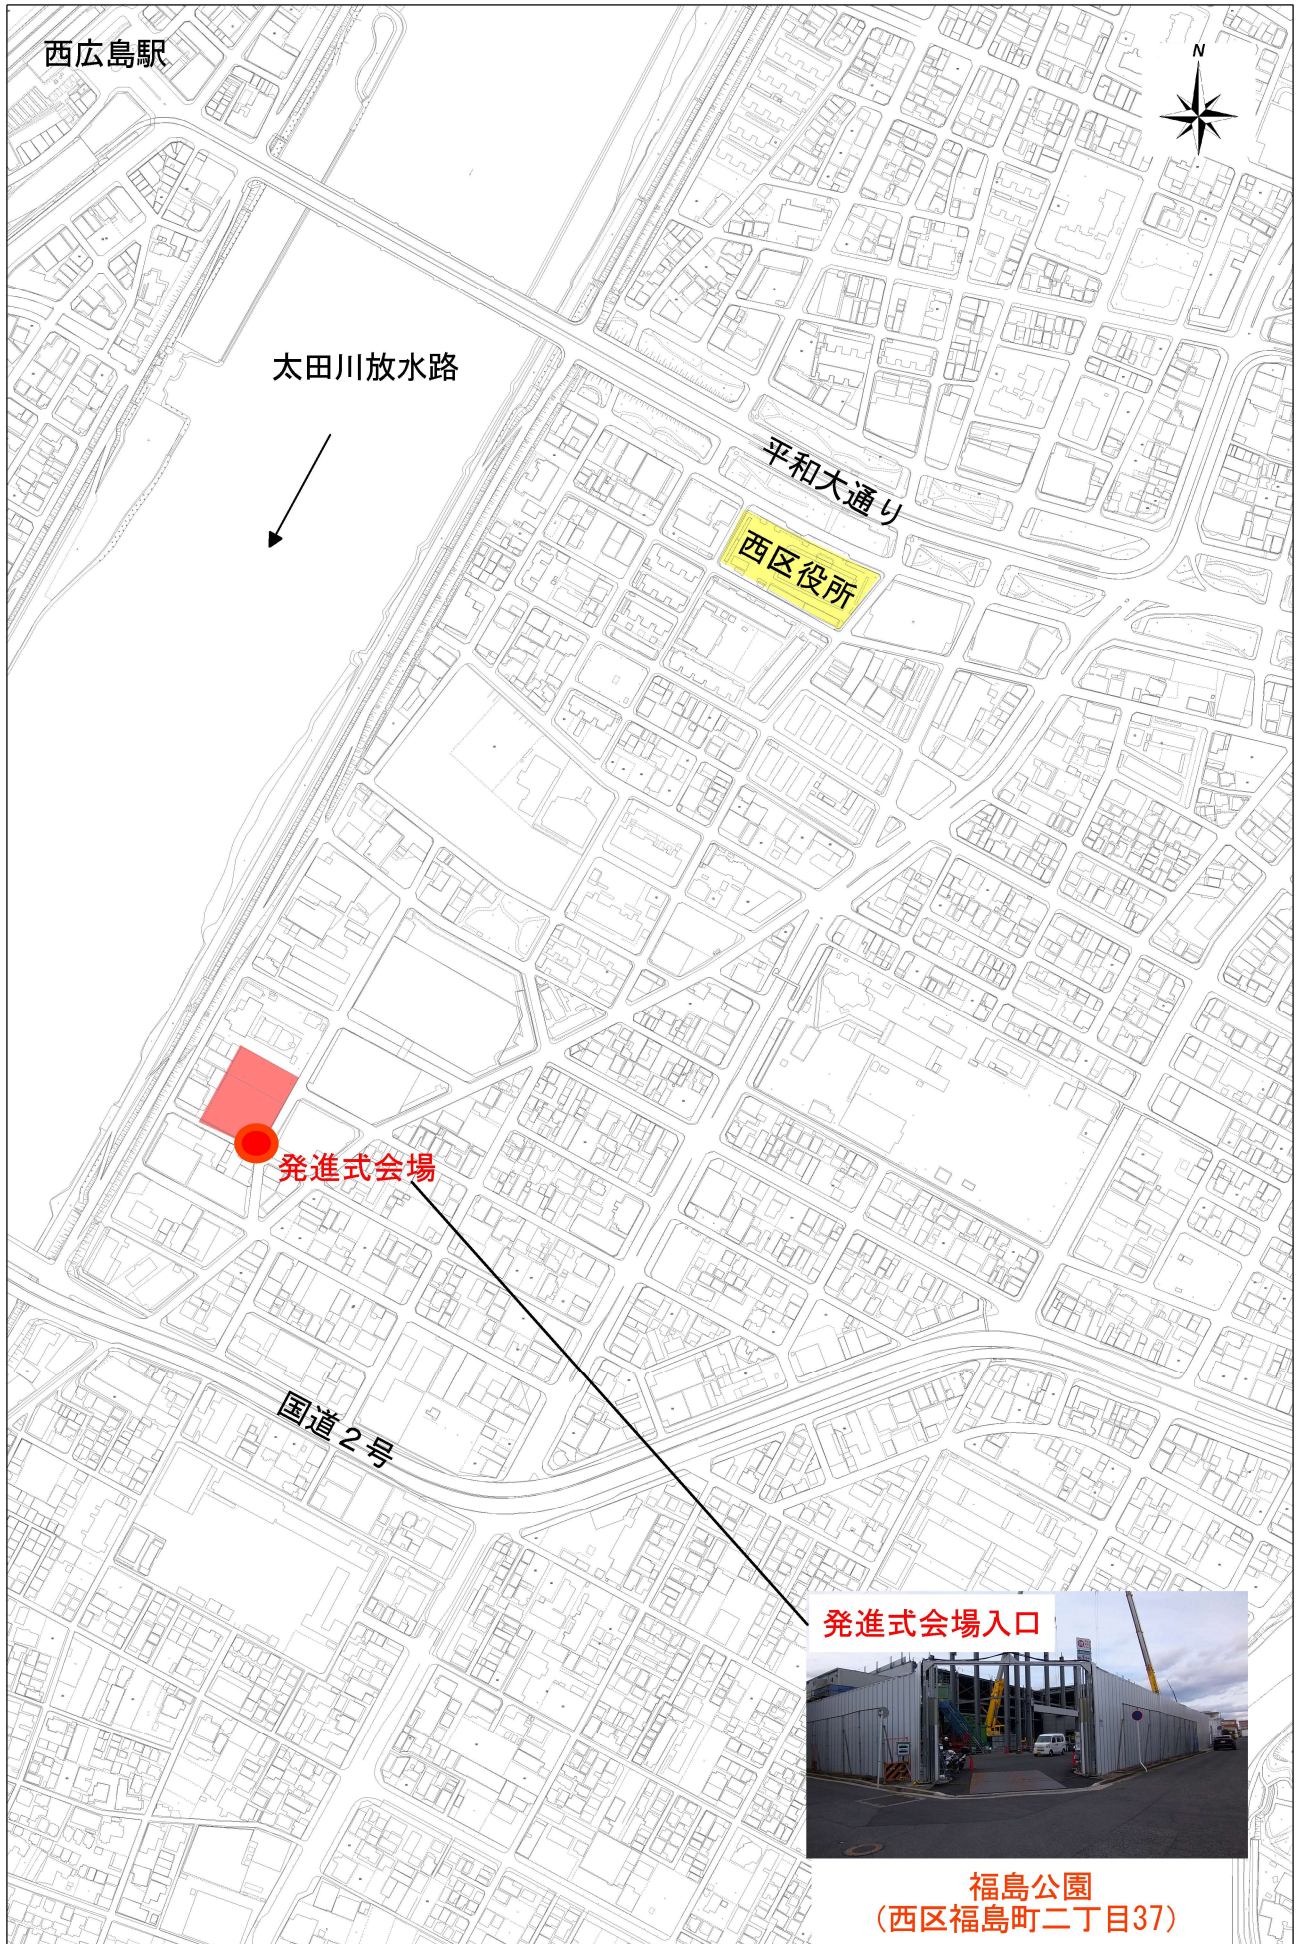 西広島駅
N
太田川放水路
平和大通り
西区役所
発進式会場
国道２号
発進式会場入口
福島公園
(西区福島町二丁目37)